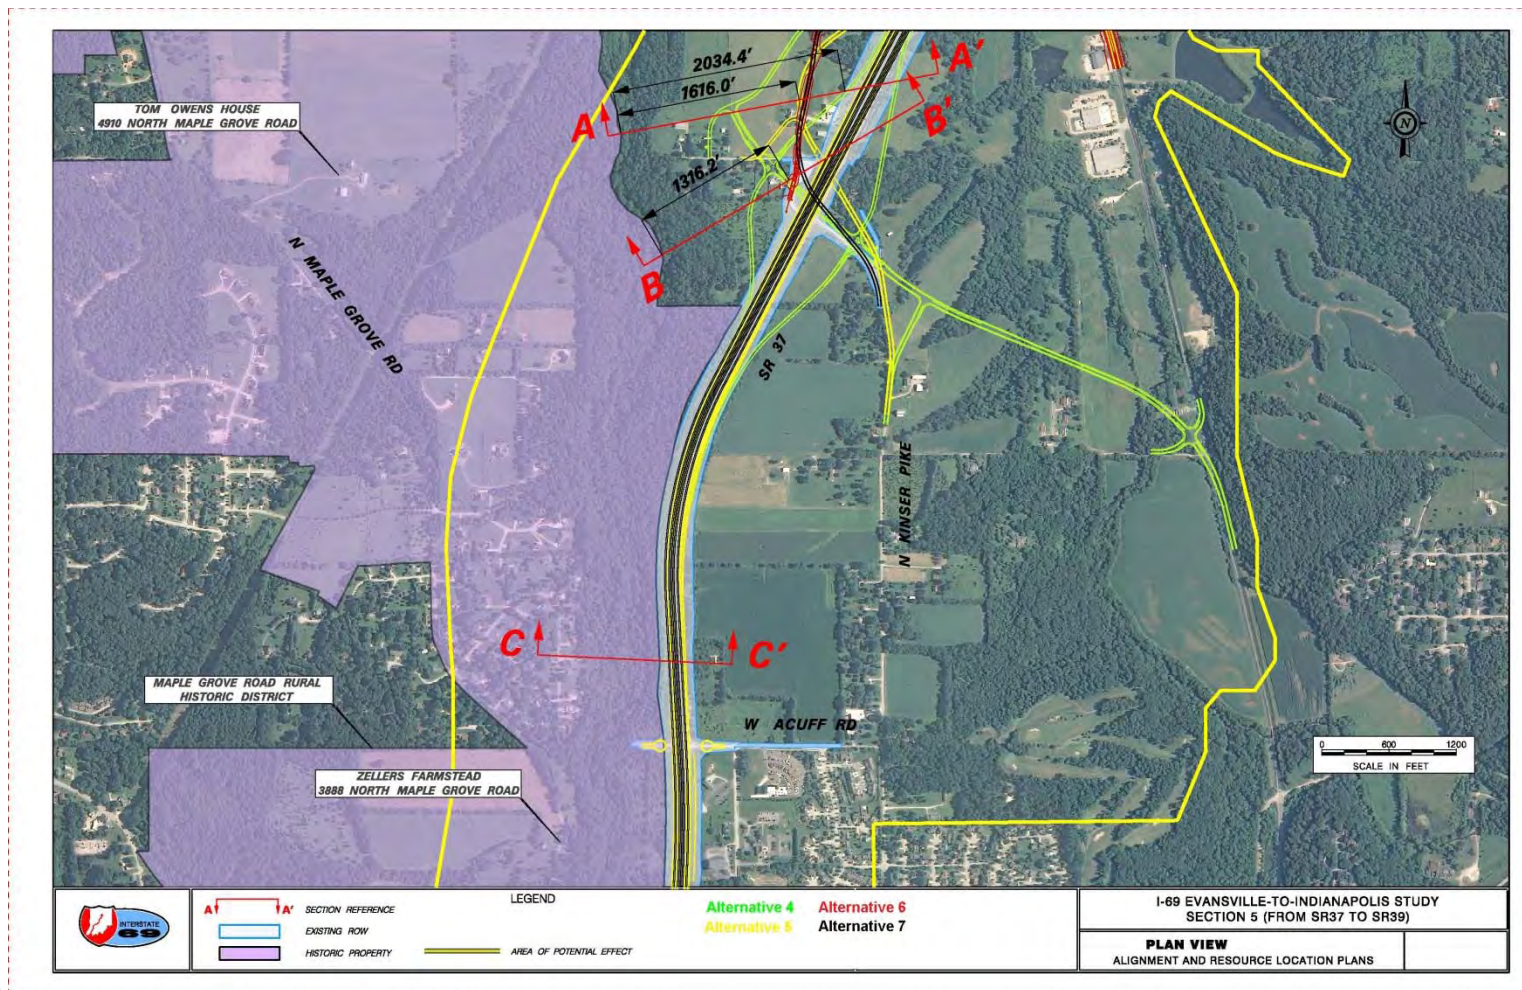 2034.4'
1616.0'
1316.2'
A
A'
B
B'
TOM OWENS HOUSE
4910 NORTH MAPLE GROVE ROAD
N
N MAPLE GROVE RD
SR 37
N KINSER PIKE
C
C'
MAPLE GROVE ROAD RURAL
HISTORIC DISTRICT
W ACUFF RD
0 600 1200
SCALE IN FEET
ZELLERS FARMSTEAD
3888 NORTH MAPLE GROVE ROAD
INTERSTATE
69
LEGEND
A A' SECTION REFERENCE
EXISTING ROW
HISTORIC PROPERTY
AREA OF POTENTIAL EFFECT
Alternative 4
Alternative 5
Alternative 6
Alternative 7
I-69 EVANSVILLE-TO-INDIANAPOLIS STUDY
SECTION 5 (FROM SR37 TO SR39)
PLAN VIEW
ALIGNMENT AND RESOURCE LOCATION PLANS